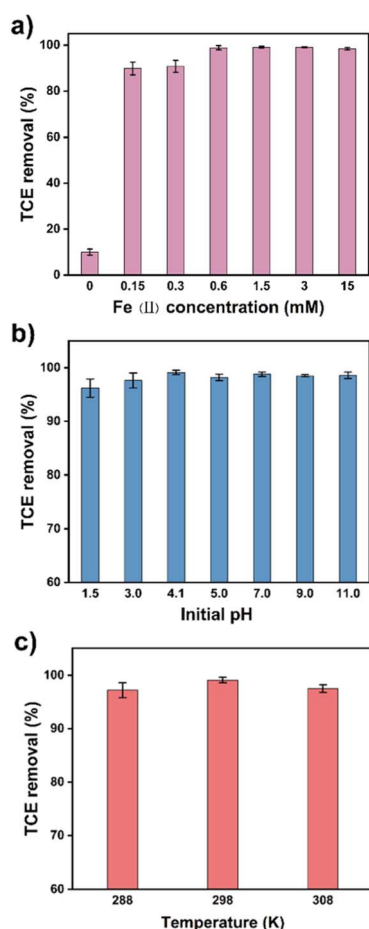 a)
100
80
60
40
20
0
TCE removal (%)
0 0.15 0.3 0.6 1.5 3 15
Fe (II) concentration (mM)
b)
100
90
80
70
60
TCE removal (%)
1.5 3.0 4.1 5.0 7.0 9.0 11.0
Initial pH
c)
100
90
80
70
60
TCE removal (%)
288 298 308
Temperature (K)